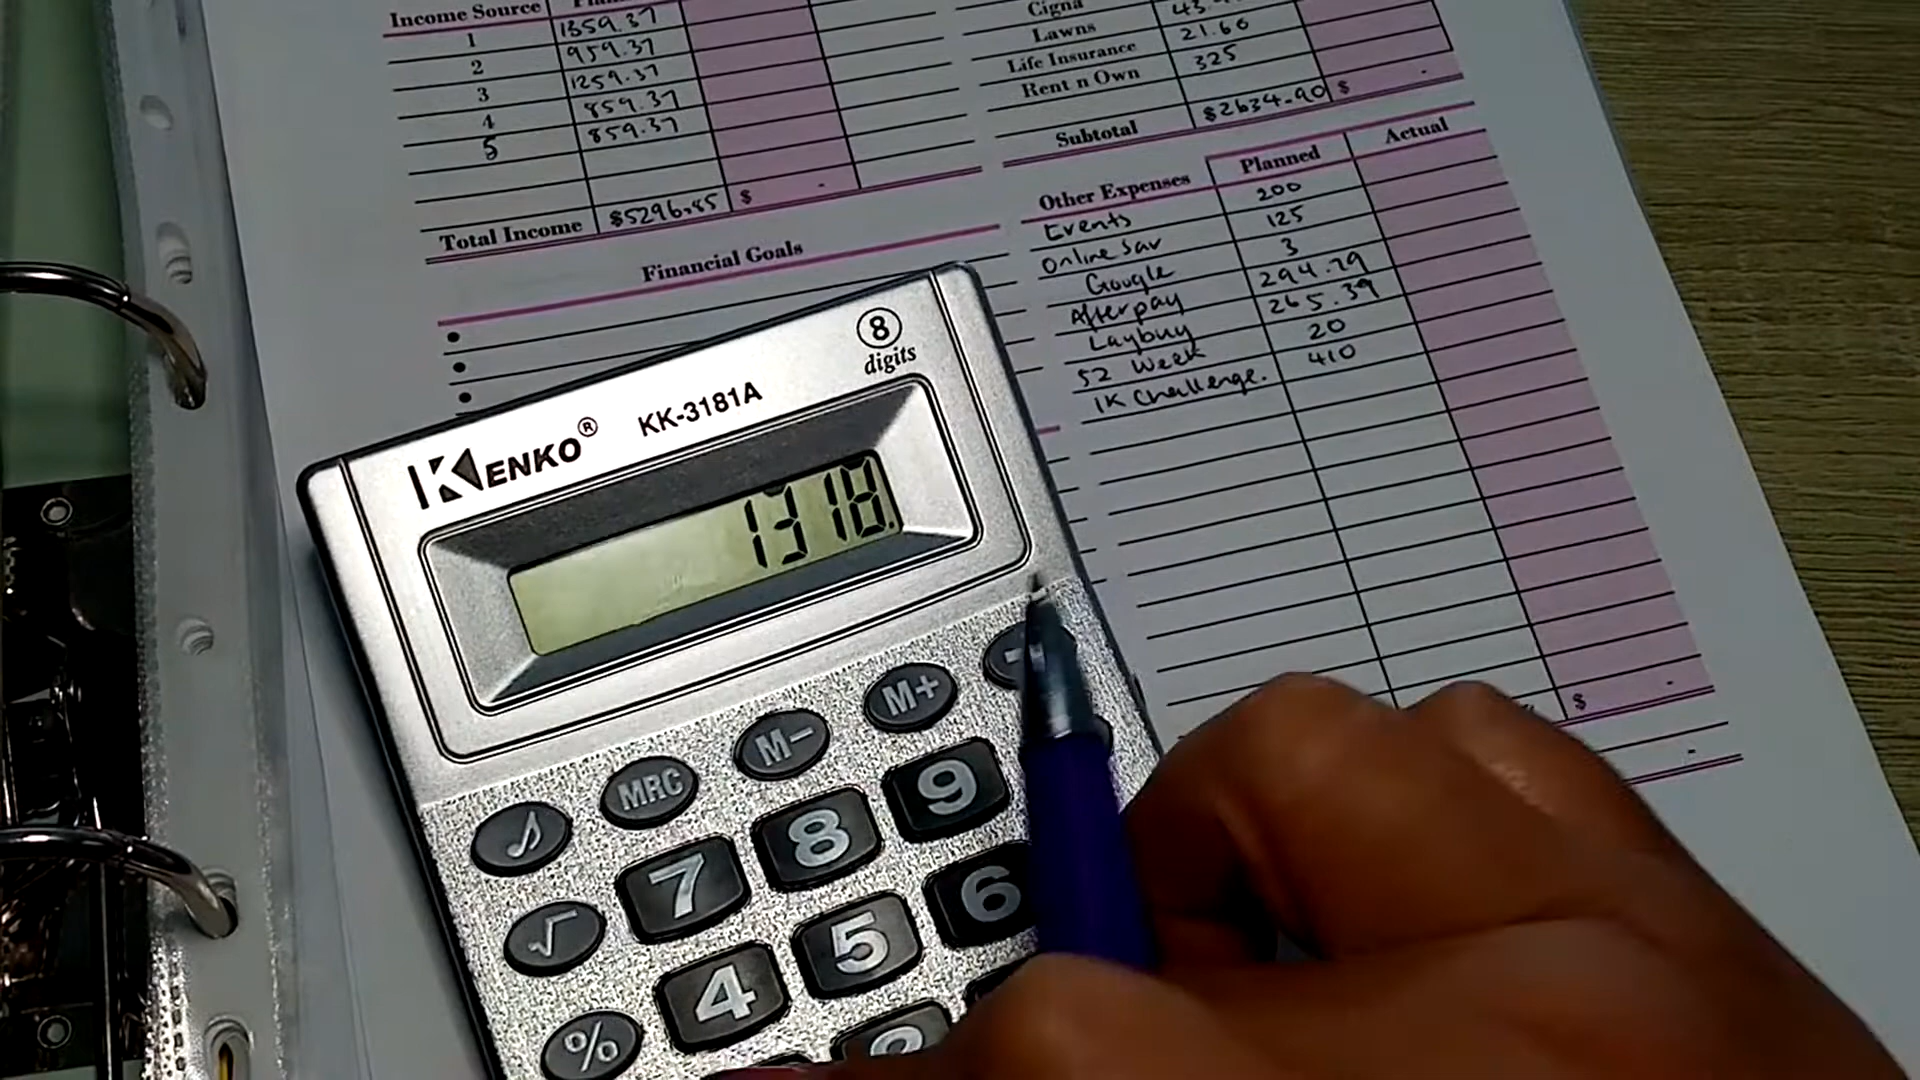 Income Source
1 1359.37
2 959.37
3 1259.37
4 859.37
5 859.37
Total Income $5296.85 $ -
Financial Goals
Cigna
Lawns 21.60
Life Insurance 325
Rent n Own
Subtotal $2634.90 $ -
Other Expenses Planned Actual
Events 200
Online Sav 125
Google 3
Afterpay 294.79
Laybuy 265.39
52 Week 20
1K Challenge. 410
$ -
-
8
digits
KENKO® KK-3181A
1318.
M+
M-
MRC
♪
9
8
7
√
6
5
4
%